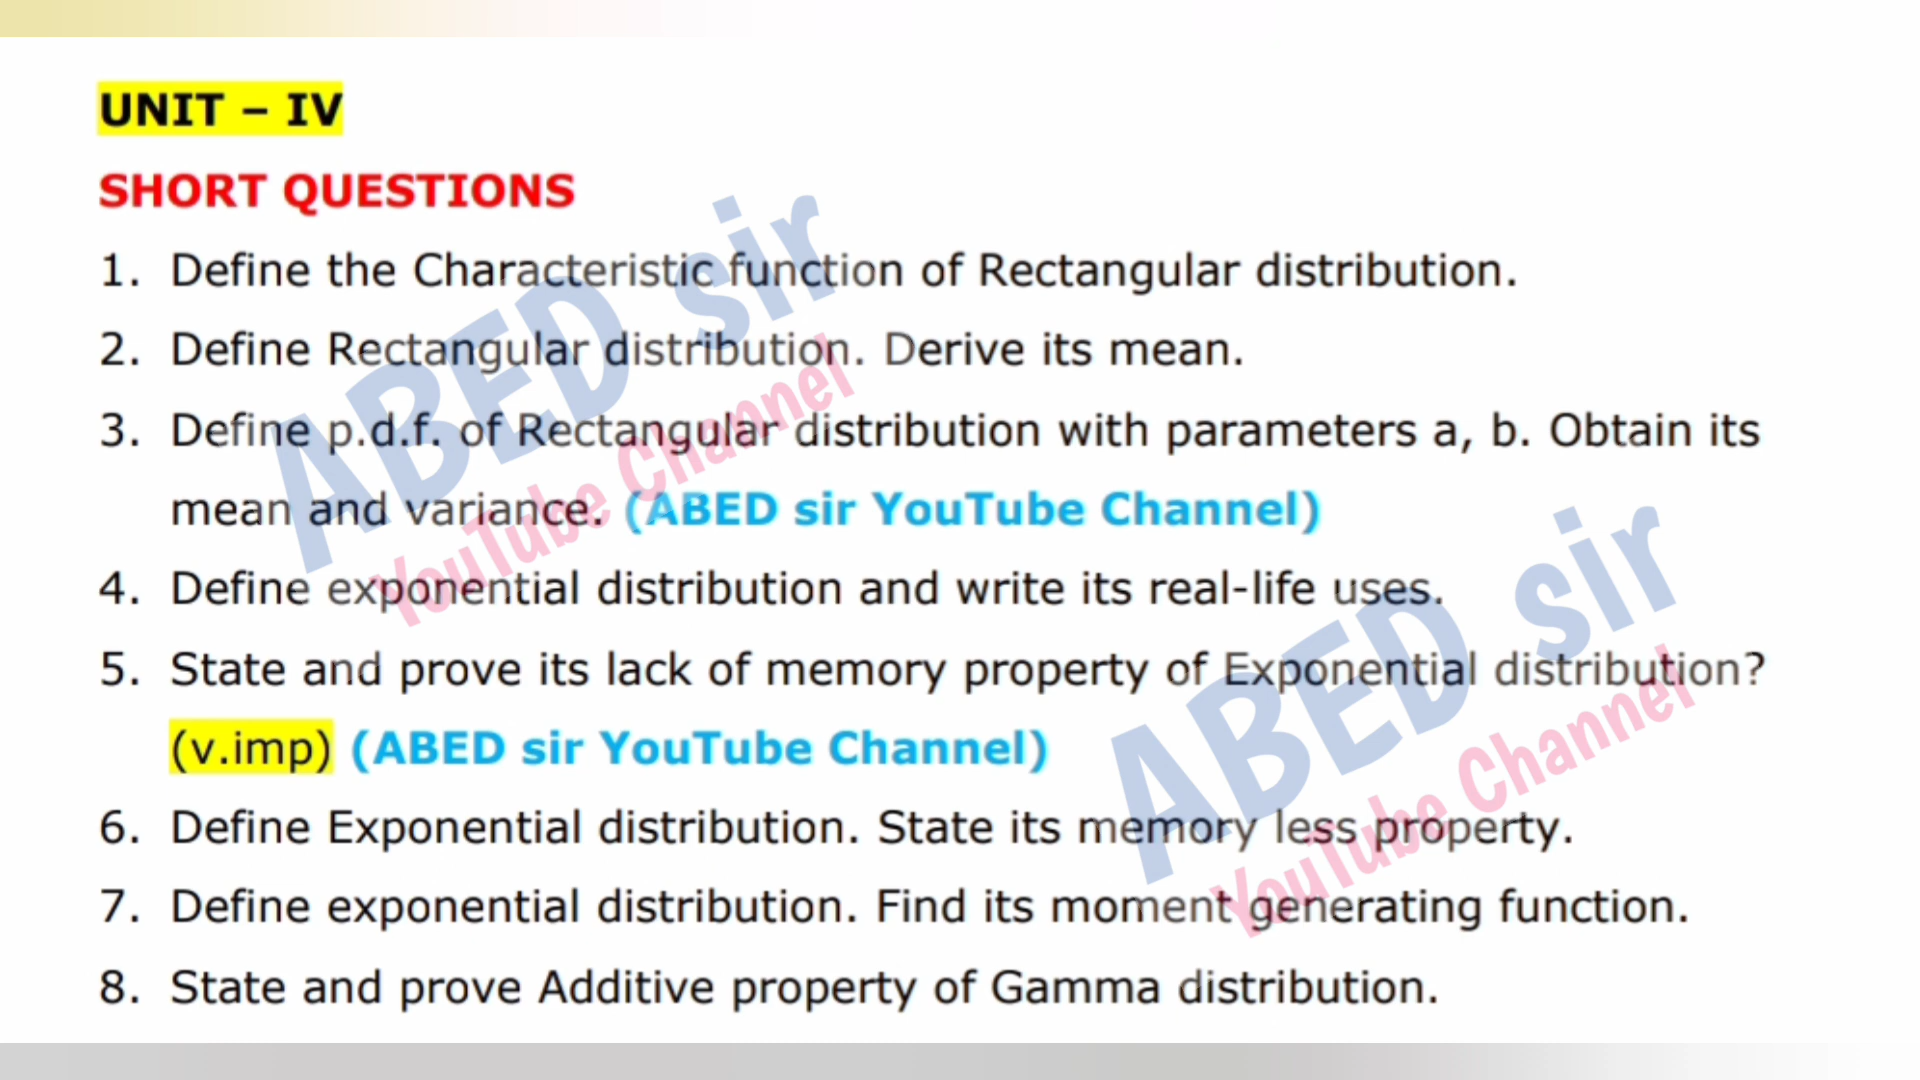 UNIT – IV
SHORT QUESTIONS
1. Define the Characteristic function of Rectangular distribution.
2. Define Rectangular distribution. Derive its mean.
3. Define p.d.f. of Rectangular distribution with parameters a, b. Obtain its
mean and variance. (ABED sir YouTube Channel)
4. Define exponential distribution and write its real-life uses.
5. State and prove its lack of memory property of Exponential distribution?
(v.imp) (ABED sir YouTube Channel)
6. Define Exponential distribution. State its memory less property.
7. Define exponential distribution. Find its moment generating function.
8. State and prove Additive property of Gamma distribution.
ABED sir
YouTube Channel
ABED sir
YouTube Channel